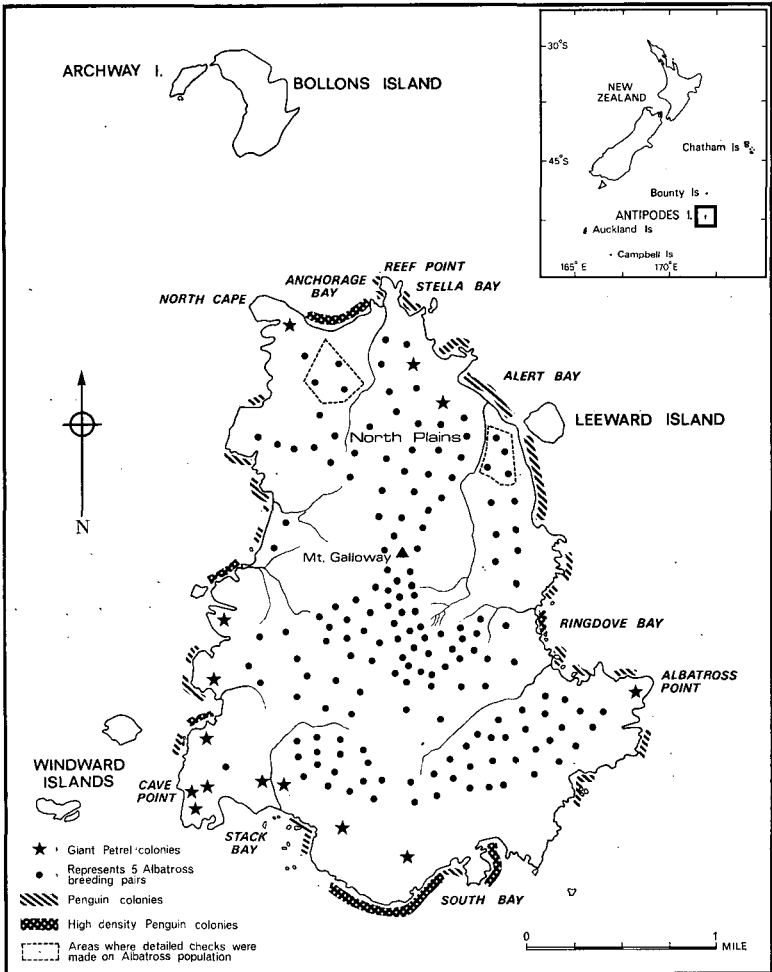 ARCHWAY I.
BOLLONS ISLAND
30°S
NEW
ZEALAND
Chatham Is
45°S
Bounty Is
ANTIPODES I.
Auckland Is
Campbell Is
165° E
170° E
REEF POINT
ANCHORAGE
BAY
STELLA BAY
NORTH CAPE
ALERT BAY
LEEWARD ISLAND
North Plains
N
Mt. Galloway
RINGDOVE BAY
ALBATROSS
POINT
WINDWARD
ISLANDS
CAVE
POINT
STACK
BAY
SOUTH BAY
Giant Petrel colonies
Represents 5 Albatross
breeding pairs
Penguin colonies
High density Penguin colonies
Areas where detailed checks were
made on Albatross population
0 1
MILE